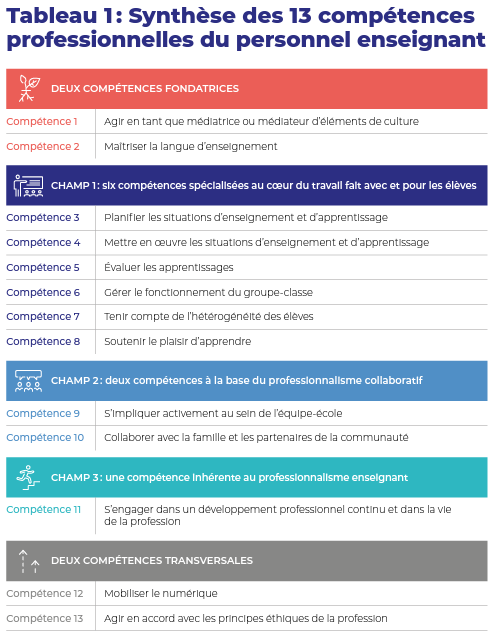 Tableau 1 : Synthèse des 13 compétences
professionnelles du personnel enseignant
DEUX COMPÉTENCES FONDATRICES
Compétence 1 Agir en tant que médiatrice ou médiateur d'éléments de culture
Compétence 2 Maîtriser la langue d'enseignement
CHAMP 1 : six compétences spécialisées au cœur du travail fait avec et pour les élèves
Compétence 3 Planifier les situations d'enseignement et d'apprentissage
Compétence 4 Mettre en œuvre les situations d'enseignement et d'apprentissage
Compétence 5 Évaluer les apprentissages
Compétence 6 Gérer le fonctionnement du groupe-classe
Compétence 7 Tenir compte de l'hétérogénéité des élèves
Compétence 8 Soutenir le plaisir d'apprendre
CHAMP 2 : deux compétences à la base du professionnalisme collaboratif
Compétence 9 S'impliquer activement au sein de l'équipe-école
Compétence 10 Collaborer avec la famille et les partenaires de la communauté
CHAMP 3 : une compétence inhérente au professionnalisme enseignant
Compétence 11 S'engager dans un développement professionnel continu et dans la vie
de la profession
DEUX COMPÉTENCES TRANSVERSALES
Compétence 12 Mobiliser le numérique
Compétence 13 Agir en accord avec les principes éthiques de la profession